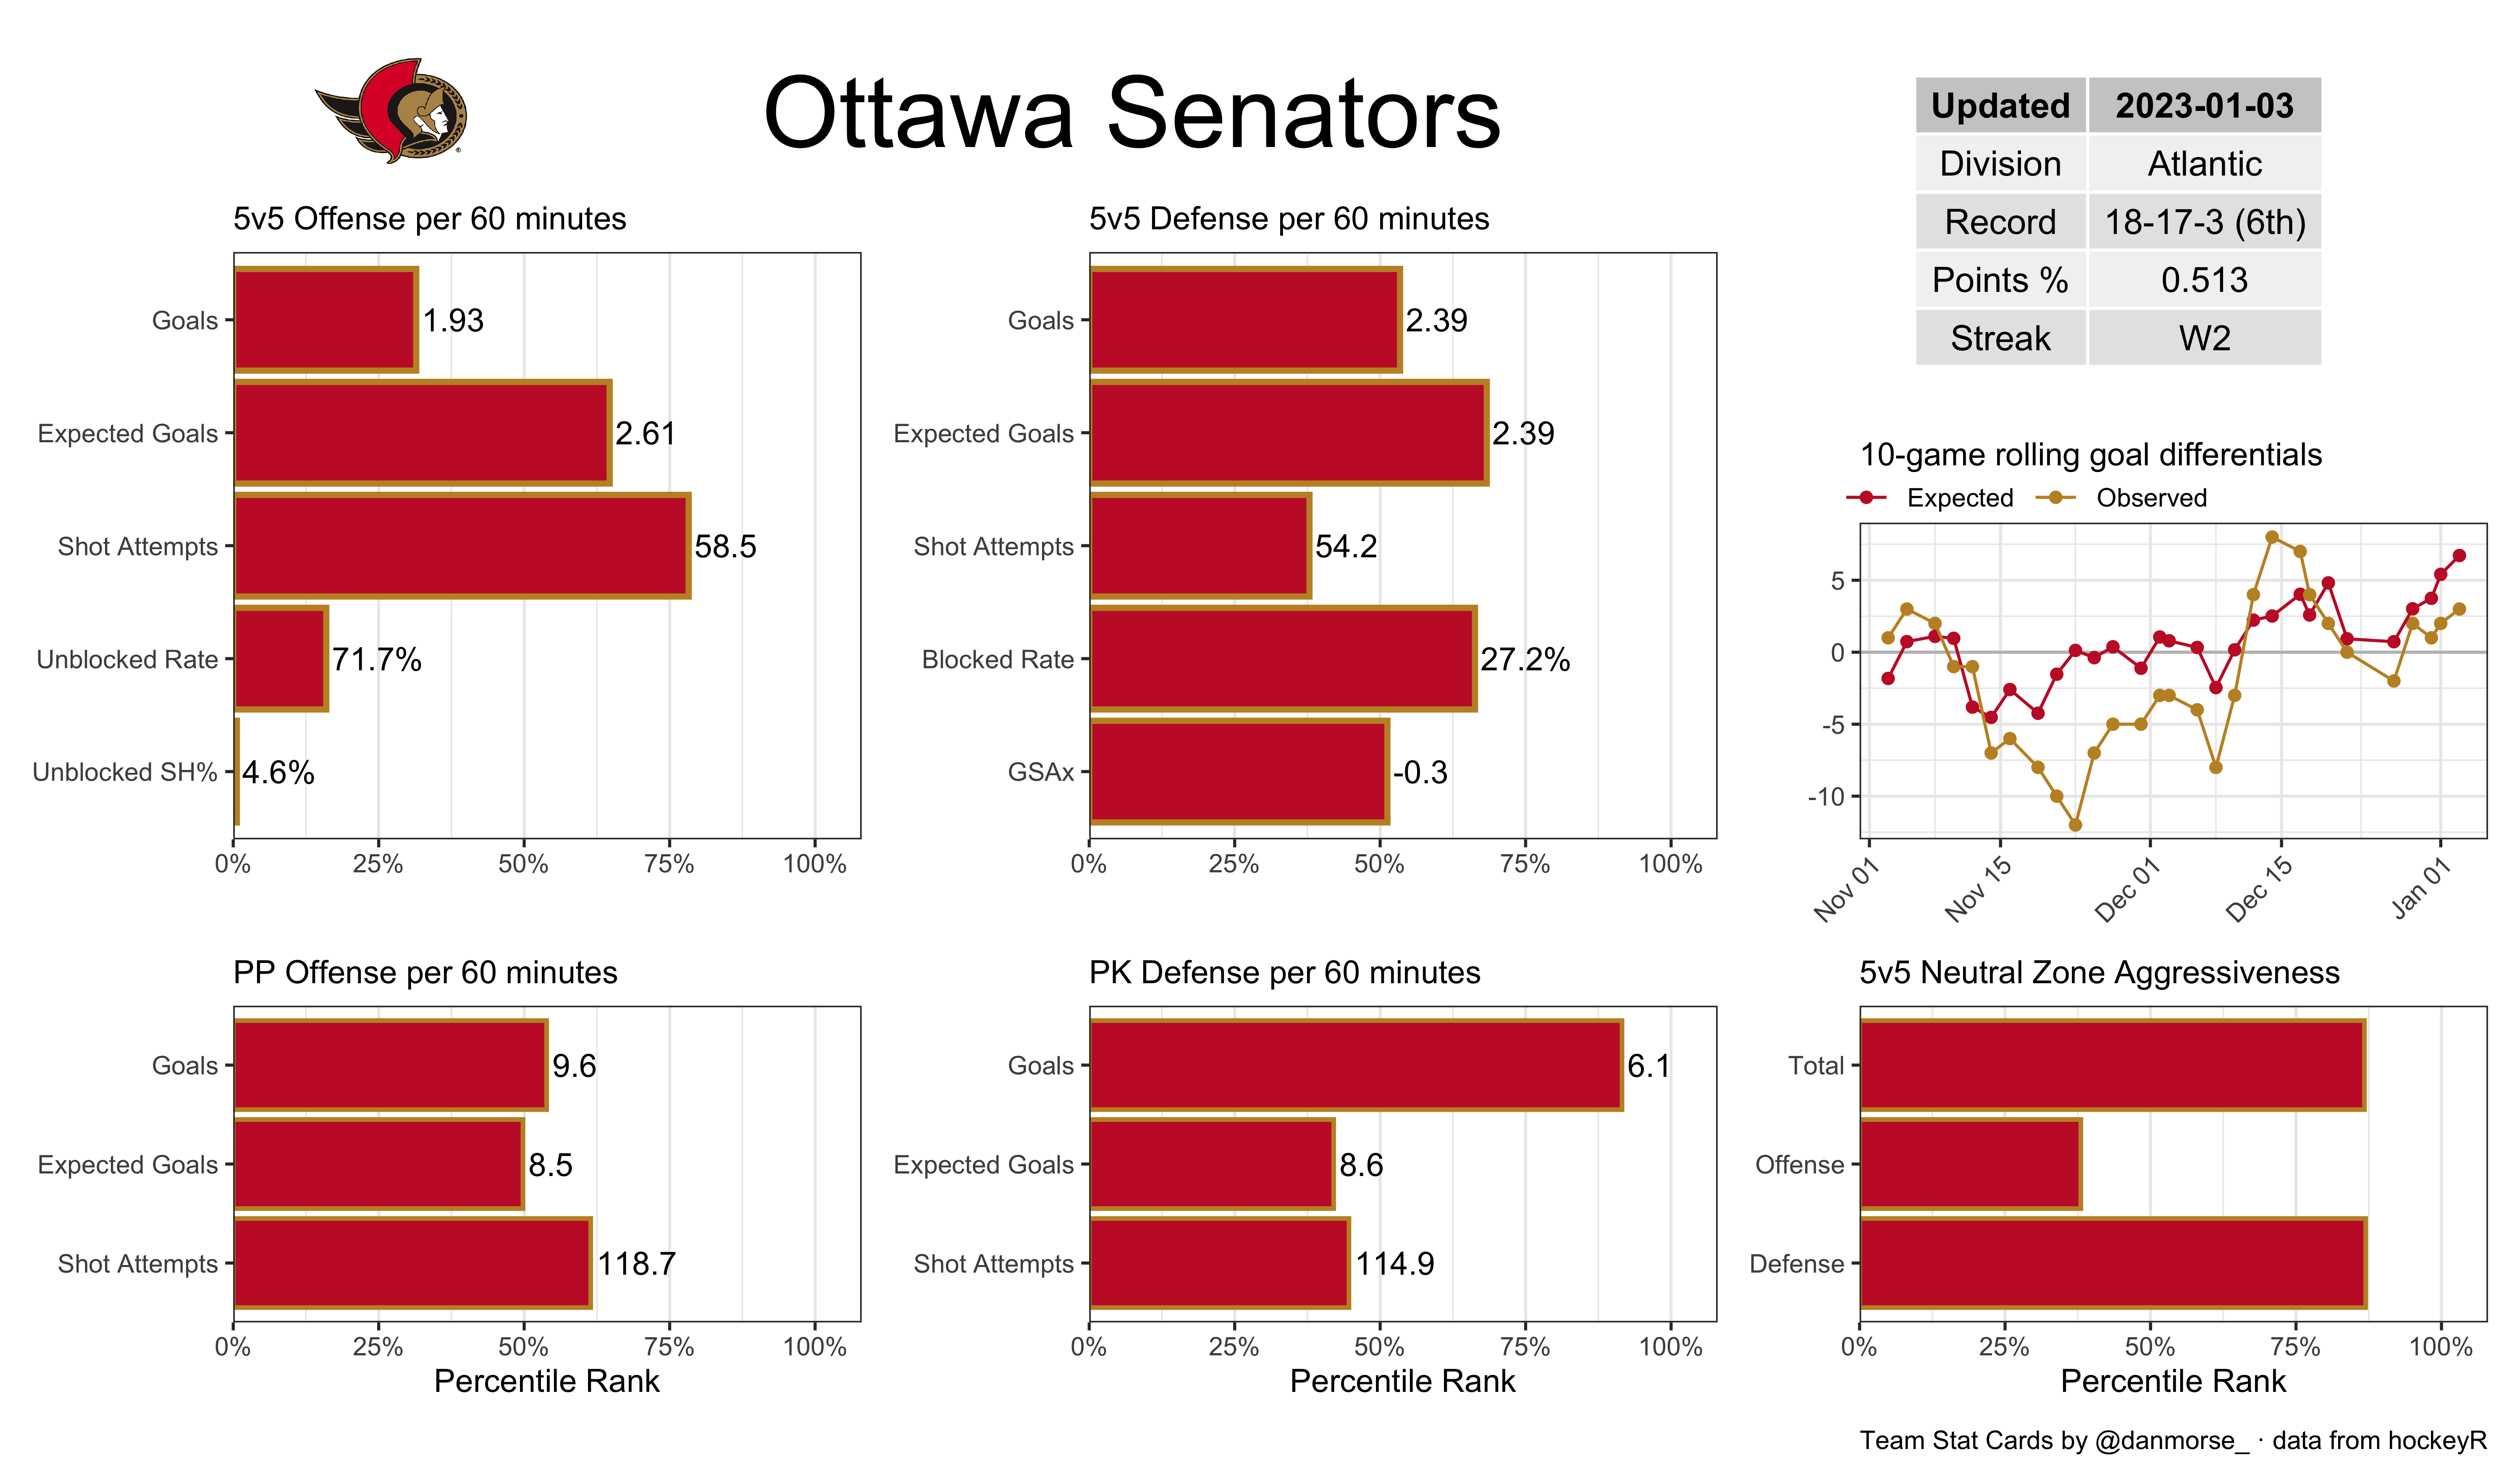 Ottawa Senators
Updated 2023-01-03
Division Atlantic
Record 18-17-3 (6th)
Points % 0.513
Streak W2
5v5 Offense per 60 minutes
Goals 1.93
Expected Goals 2.61
Shot Attempts 58.5
Unblocked Rate 71.7%
Unblocked SH% 4.6%
0% 25% 50% 75% 100%
5v5 Defense per 60 minutes
Goals 2.39
Expected Goals 2.39
Shot Attempts 54.2
Blocked Rate 27.2%
GSAx -0.3
0% 25% 50% 75% 100%
10-game rolling goal differentials
Expected Observed
5
0
-5
-10
Nov 01 Nov 15 Dec 01 Dec 15 Jan 01
PP Offense per 60 minutes
Goals 9.6
Expected Goals 8.5
Shot Attempts 118.7
0% 25% 50% 75% 100%
Percentile Rank
PK Defense per 60 minutes
Goals 6.1
Expected Goals 8.6
Shot Attempts 114.9
0% 25% 50% 75% 100%
Percentile Rank
5v5 Neutral Zone Aggressiveness
Total
Offense
Defense
0% 25% 50% 75% 100%
Percentile Rank
Team Stat Cards by @danmorse_ · data from hockeyR